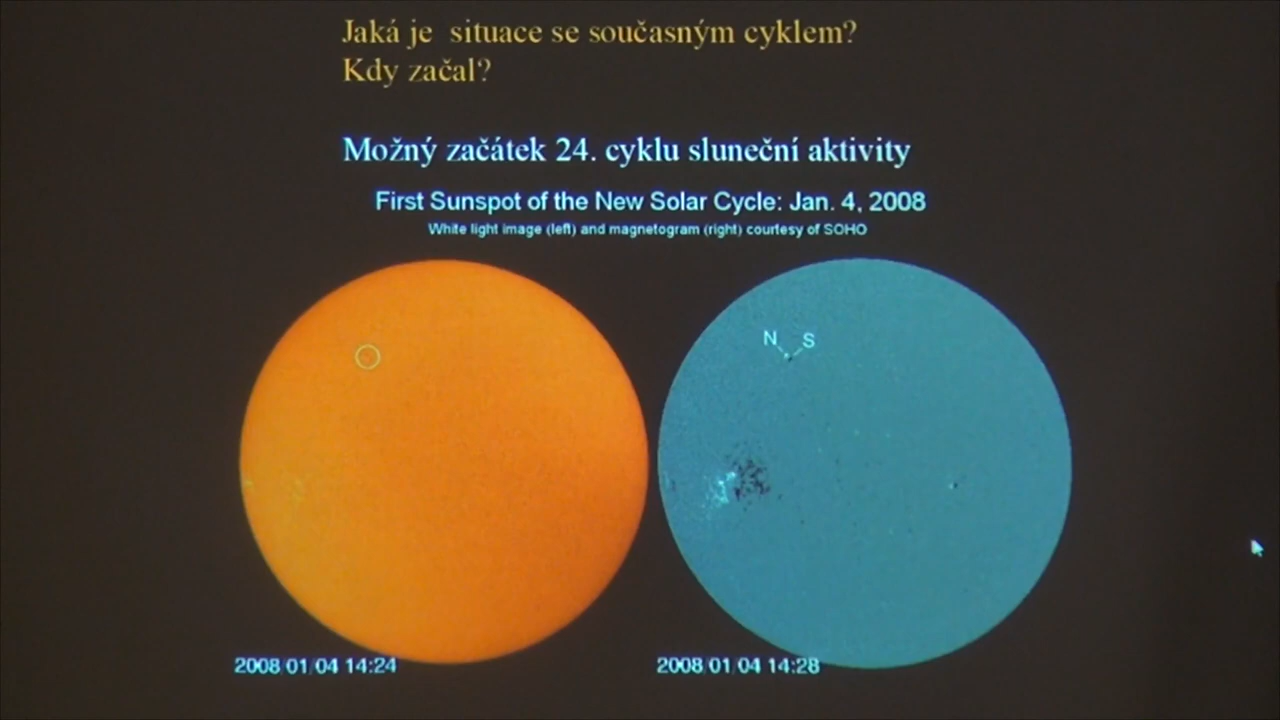 Jaká je situace se současným cyklem?
Kdy začal?
Možný začátek 24. cyklu sluneční aktivity
First Sunspot of the New Solar Cycle: Jan. 4, 2008
White light image (left) and magnetogram (right) courtesy of SOHO
N S
2008/01/04 14:24
2008/01/04 14:28